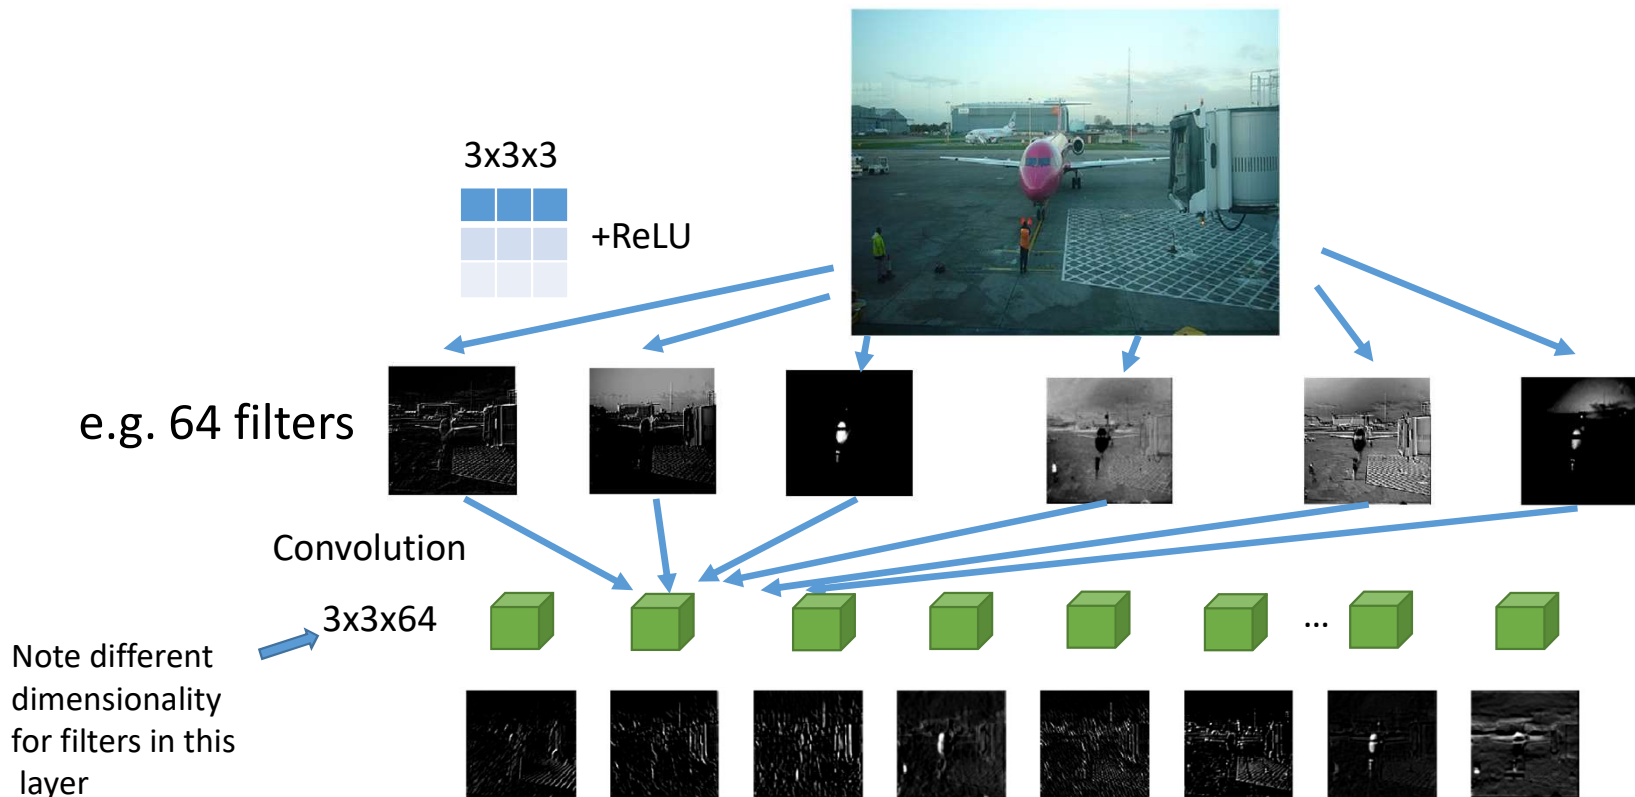 3x3x3
+ReLU
e.g. 64 filters
Convolution
3x3x64
...
Note different
dimensionality
for filters in this
layer